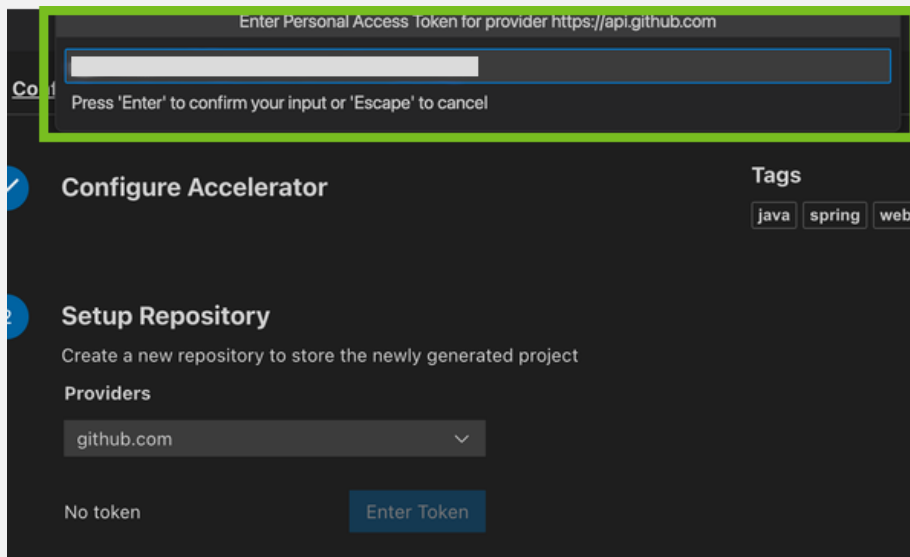 Enter Personal Access Token for provider https://api.github.com
Press 'Enter' to confirm your input or 'Escape' to cancel
Configure Accelerator
Tags
java spring web
2
Setup Repository
Create a new repository to store the newly generated project
Providers
github.com
No token
Enter Token